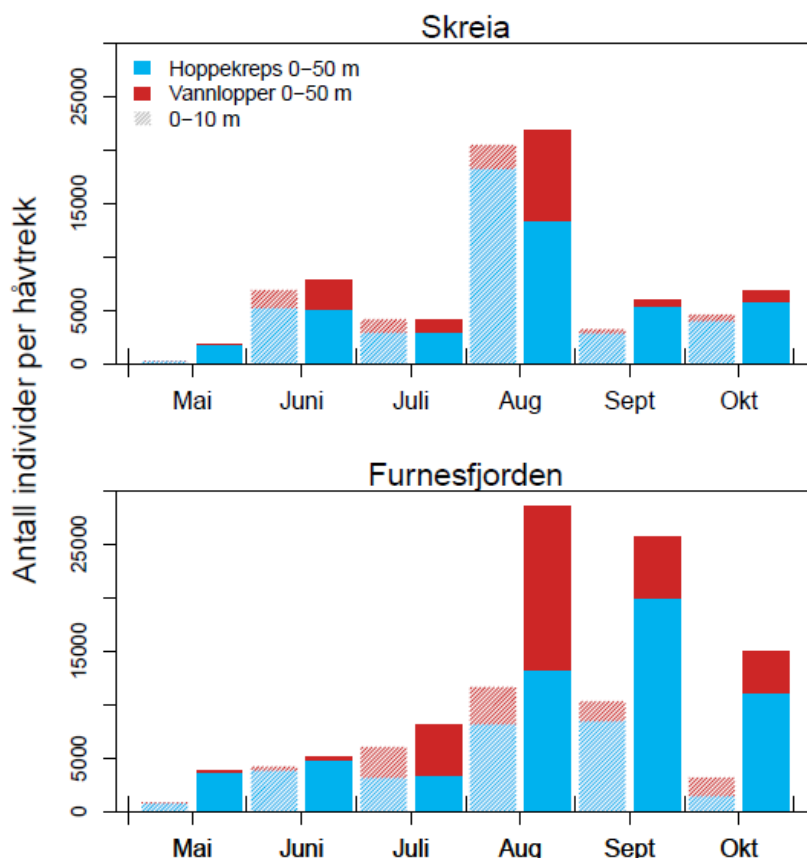 Skreia
Hoppekreps 0−50 m
Vannlopper 0−50 m
0−10 m
25000
15000
5000
0
Mai Juni Juli Aug Sept Okt
Antall individer per håvtrekk
Furnesfjorden
25000
15000
5000
0
Mai Juni Juli Aug Sept Okt